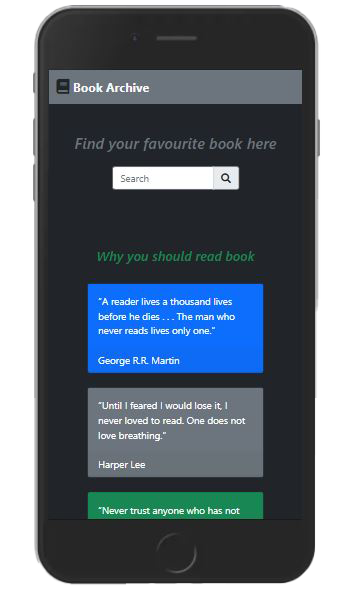 Book Archive
Find your favourite book here
Search
Why you should read book
“A reader lives a thousand lives
before he dies . . . The man who
never reads lives only one.”
George R.R. Martin
“Until I feared I would lose it, I
never loved to read. One does not
love breathing.”
Harper Lee
“Never trust anyone who has not